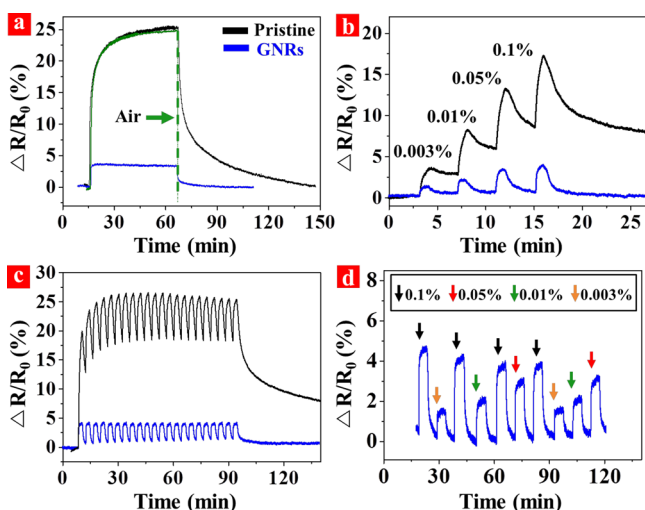 a
Pristine
GNRs
Air
△ R/R0 (%)
25
20
15
10
5
0
0 30 60 90 120 150
Time (min)
b
0.1%
0.05%
0.01%
0.003%
△ R/R0 (%)
20
15
10
5
0
0 5 10 15 20 25
Time (min)
c
△ R/R0 (%)
30
25
20
15
10
5
0
0 30 60 90 120
Time (min)
d
0.1% 0.05% 0.01% 0.003%
△ R/R0 (%)
8
6
4
2
0
0 30 60 90 120
Time (min)